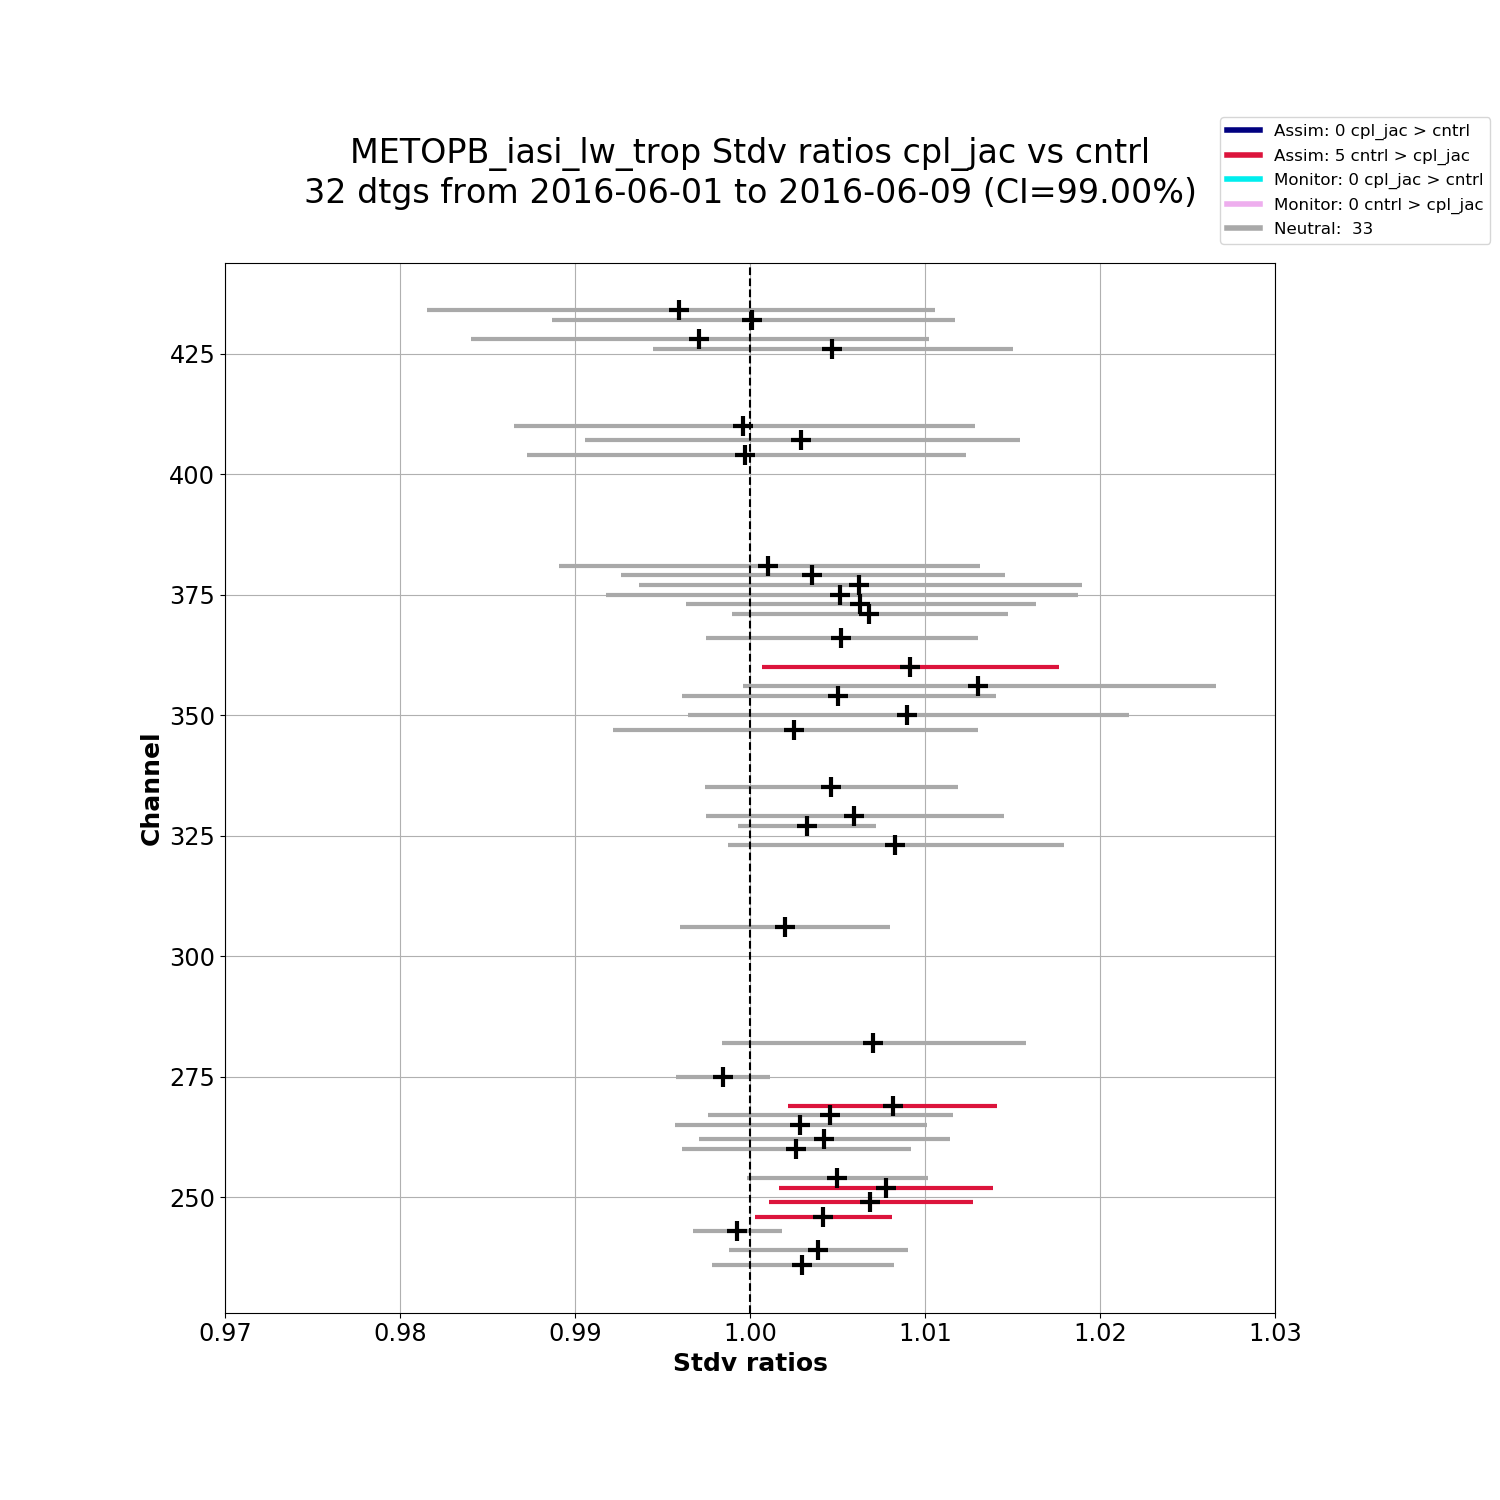 METOPB_iasi_lw_trop Stdv ratios cpl_jac vs cntrl
32 dtgs from 2016-06-01 to 2016-06-09 (CI=99.00%)
Assim: 0 cpl_jac > cntrl
Assim: 5 cntrl > cpl_jac
Monitor: 0 cpl_jac > cntrl
Monitor: 0 cntrl > cpl_jac
Neutral:  33
425
400
375
350
325
300
275
250
Channel
0.97 0.98 0.99 1.00 1.01 1.02 1.03
Stdv ratios